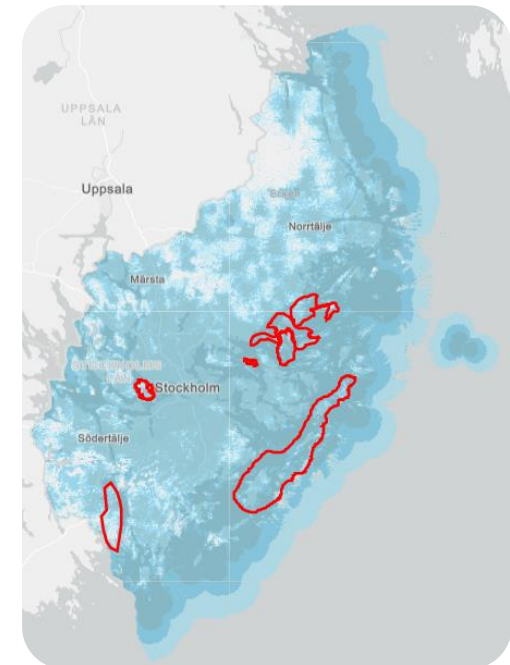 UPPSALA
LÄN
Uppsala
Norrtälje
Märsta
Stockholm
Södertälje